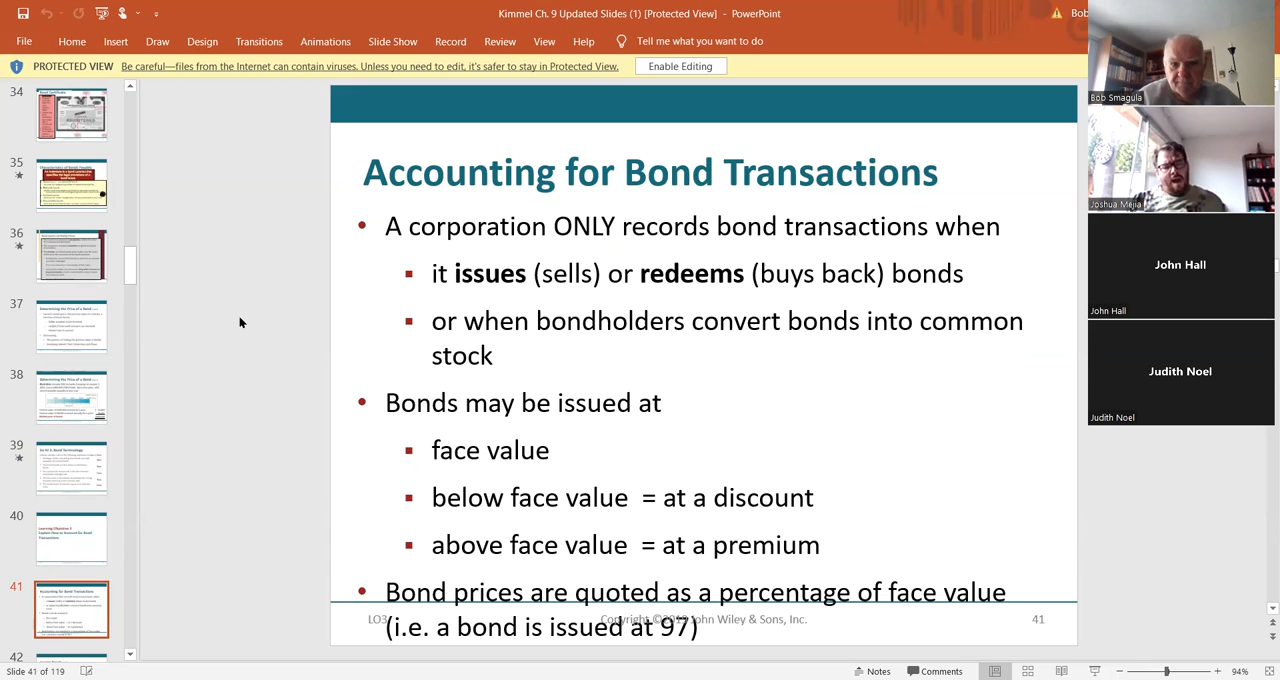 Kimmel Ch. 9 Updated Slides (1) [Protected View] - PowerPoint
Bob
File Home Insert Draw Design Transitions Animations Slide Show Record Review View Help Tell me what you want to do
PROTECTED VIEW Be careful—files from the Internet can contain viruses. Unless you need to edit, it's safer to stay in Protected View. Enable Editing
34
35
36
37
38
39
40
41
42
Accounting for Bond Transactions
• A corporation ONLY records bond transactions when
▪ it issues (sells) or redeems (buys back) bonds
▪ or when bondholders convert bonds into common
stock
• Bonds may be issued at
▪ face value
▪ below face value = at a discount
▪ above face value = at a premium
• Bond prices are quoted as a percentage of face value
(i.e. a bond is issued at 97)
LO3
John Wiley & Sons, Inc.
41
Bob Smagula
Joshua Mejia
John Hall
John Hall
Judith Noel
Judith Noel
Slide 41 of 119
Notes Comments
94%